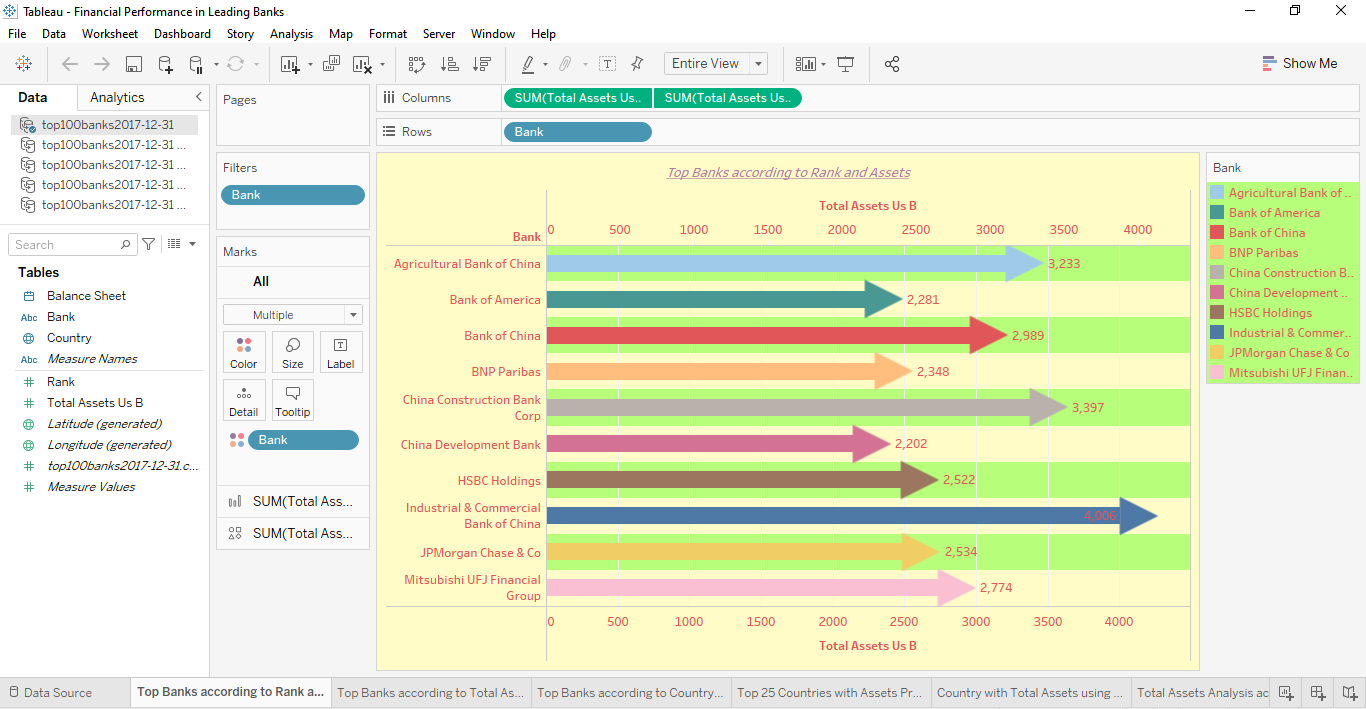 Tableau - Financial Performance in Leading Banks
File Data Worksheet Dashboard Story Analysis Map Format Server Window Help
Entire View
Show Me
Data Analytics
top100banks2017-12-31
top100banks2017-12-31 ...
top100banks2017-12-31 ...
top100banks2017-12-31 ...
top100banks2017-12-31 ...
Search
Tables
Balance Sheet
Abc Bank
Country
Abc Measure Names
Rank
Total Assets Us B
Latitude (generated)
Longitude (generated)
top100banks2017-12-31.c...
Measure Values
Pages
Filters
Bank
Marks
All
Multiple
Color Size Label
Detail Tooltip
Bank
SUM(Total Ass...
SUM(Total Ass...
Columns SUM(Total Assets Us.. SUM(Total Assets Us..
Rows Bank
Top Banks according to Rank and Assets
Total Assets Us B
Bank 0 500 1000 1500 2000 2500 3000 3500 4000
Agricultural Bank of China 3,233
Bank of America 2,281
Bank of China 2,989
BNP Paribas 2,348
China Construction Bank
Corp 3,397
China Development Bank 2,202
HSBC Holdings 2,522
Industrial & Commercial
Bank of China 4,006
JPMorgan Chase & Co 2,534
Mitsubishi UFJ Financial
Group 2,774
0 500 1000 1500 2000 2500 3000 3500 4000
Total Assets Us B
Bank
Agricultural Bank of ..
Bank of America
Bank of China
BNP Paribas
China Construction B..
China Development ..
HSBC Holdings
Industrial & Commer..
JPMorgan Chase & Co
Mitsubishi UFJ Finan..
Data Source Top Banks according to Rank a... Top Banks according to Total As... Top Banks according to Country... Top 25 Countries with Assets Pr... Country with Total Assets using ... Total Assets Analysis ac